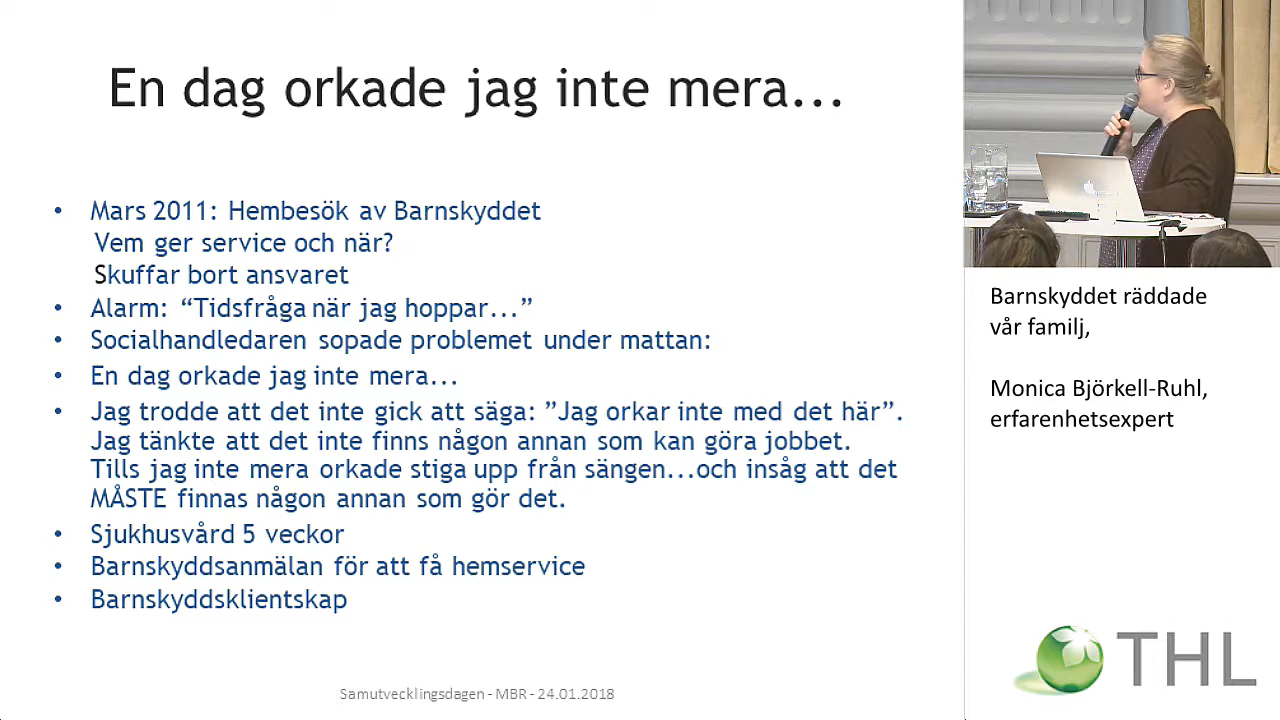 En dag orkade jag inte mera...
• Mars 2011: Hembesök av Barnskyddet
Vem ger service och när?
Skuffar bort ansvaret
• Alarm: “Tidsfråga när jag hoppar...”
• Socialhandledaren sopade problemet under mattan:
• En dag orkade jag inte mera...
• Jag trodde att det inte gick att säga: ”Jag orkar inte med det här”.
Jag tänkte att det inte finns någon annan som kan göra jobbet.
Tills jag inte mera orkade stiga upp från sängen...och insåg att det
MÅSTE finnas någon annan som gör det.
• Sjukhusvård 5 veckor
• Barnskyddsanmälan för att få hemservice
• Barnskyddsklientskap
Samutvecklingsdagen - MBR - 24.01.2018
Barnskyddet räddade
vår familj,
Monica Björkell-Ruhl,
erfarenhetsexpert
THL